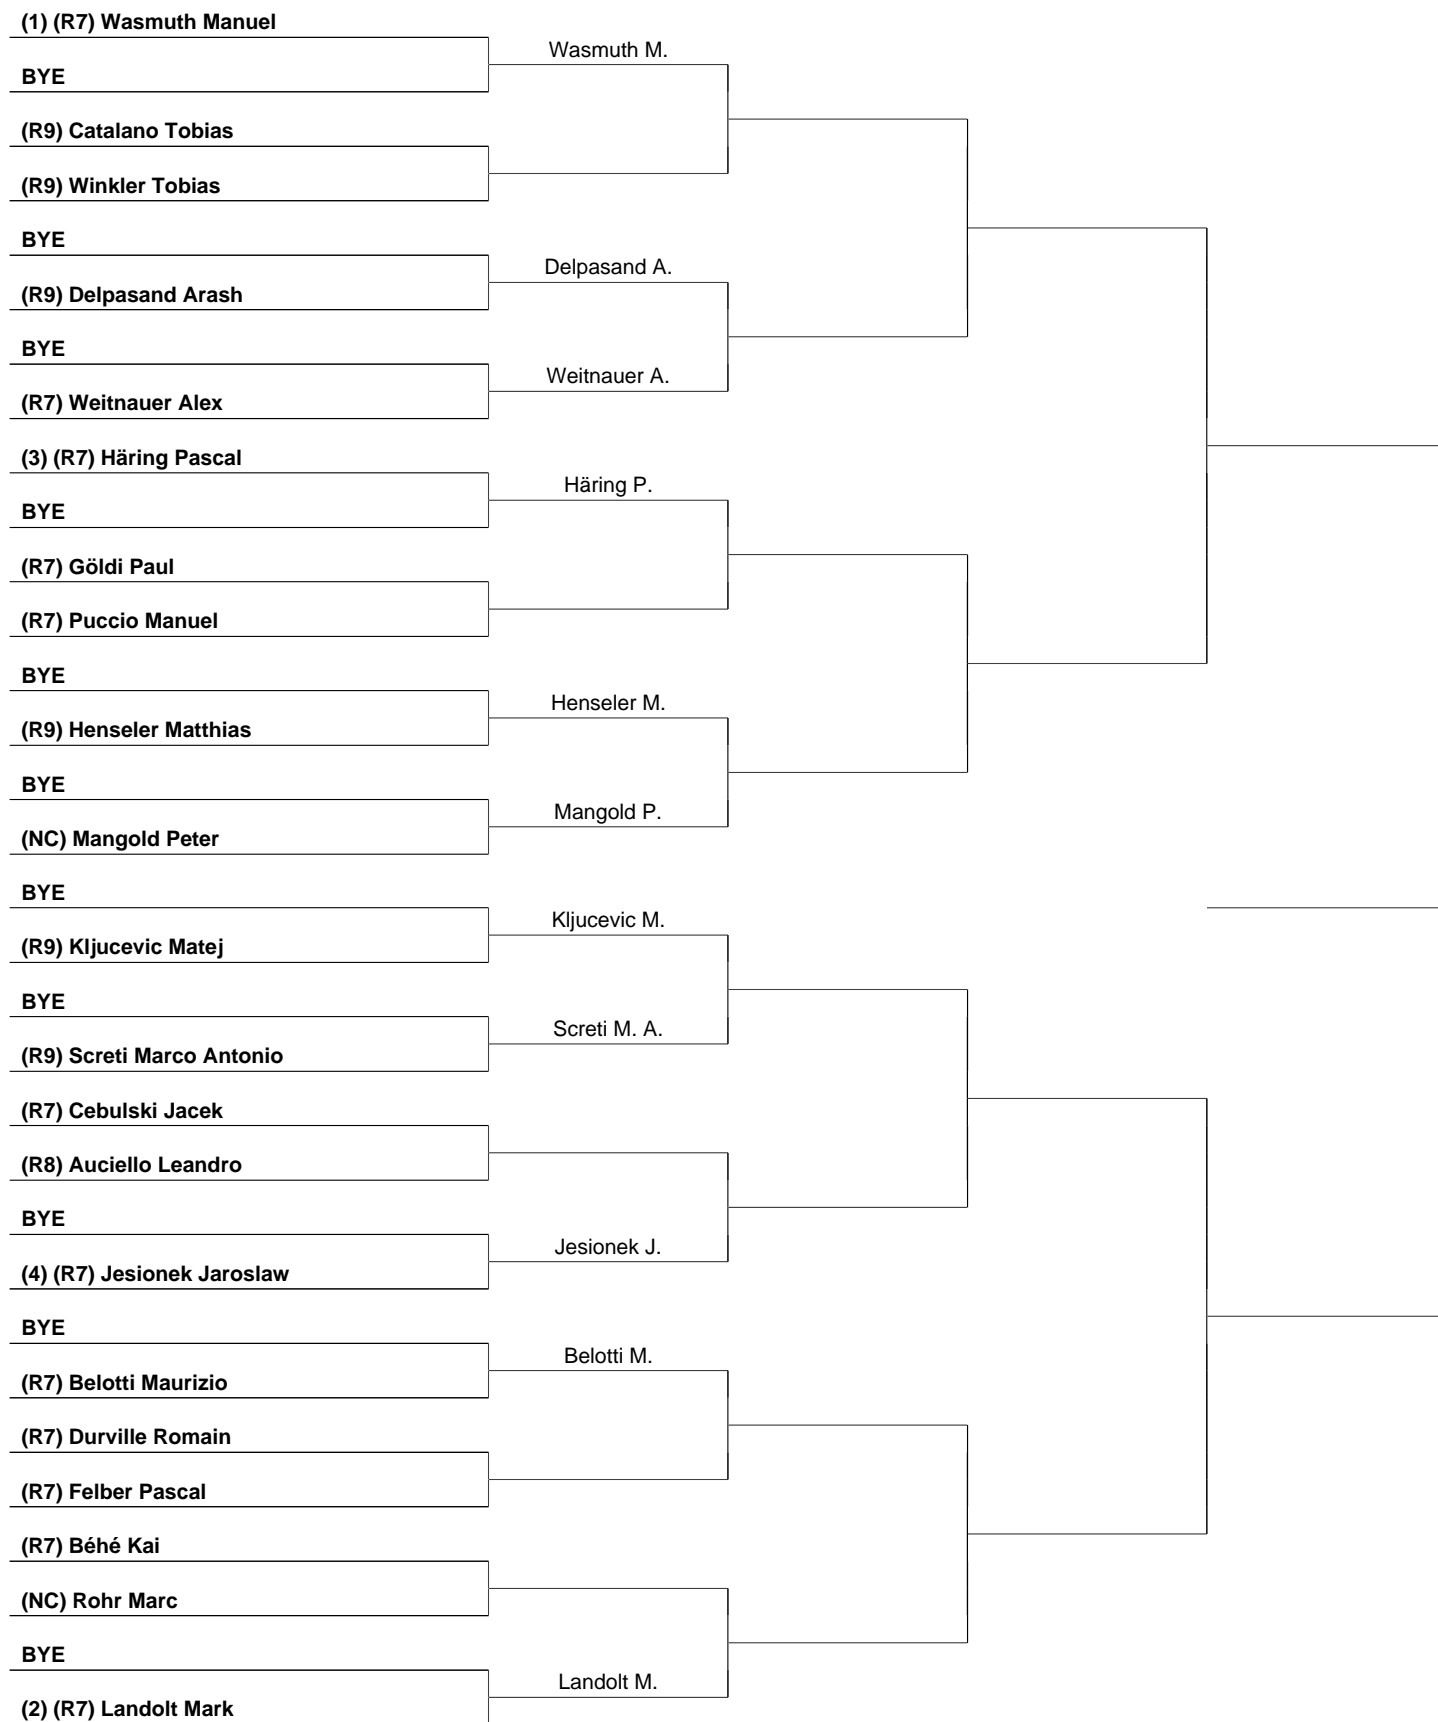 (1) (R7) Wasmuth Manuel
Wasmuth M.
BYE
(R9) Catalano Tobias
(R9) Winkler Tobias
BYE
Delpasand A.
(R9) Delpasand Arash
BYE
Weitnauer A.
(R7) Weitnauer Alex
(3) (R7) Häring Pascal
Häring P.
BYE
(R7) Göldi Paul
(R7) Puccio Manuel
BYE
Henseler M.
(R9) Henseler Matthias
BYE
Mangold P.
(NC) Mangold Peter
BYE
Kljucevic M.
(R9) Kljucevic Matej
BYE
Screti M. A.
(R9) Screti Marco Antonio
(R7) Cebulski Jacek
(R8) Auciello Leandro
BYE
Jesionek J.
(4) (R7) Jesionek Jaroslaw
BYE
Belotti M.
(R7) Belotti Maurizio
(R7) Durville Romain
(R7) Felber Pascal
(R7) Béhé Kai
(NC) Rohr Marc
BYE
Landolt M.
(2) (R7) Landolt Mark